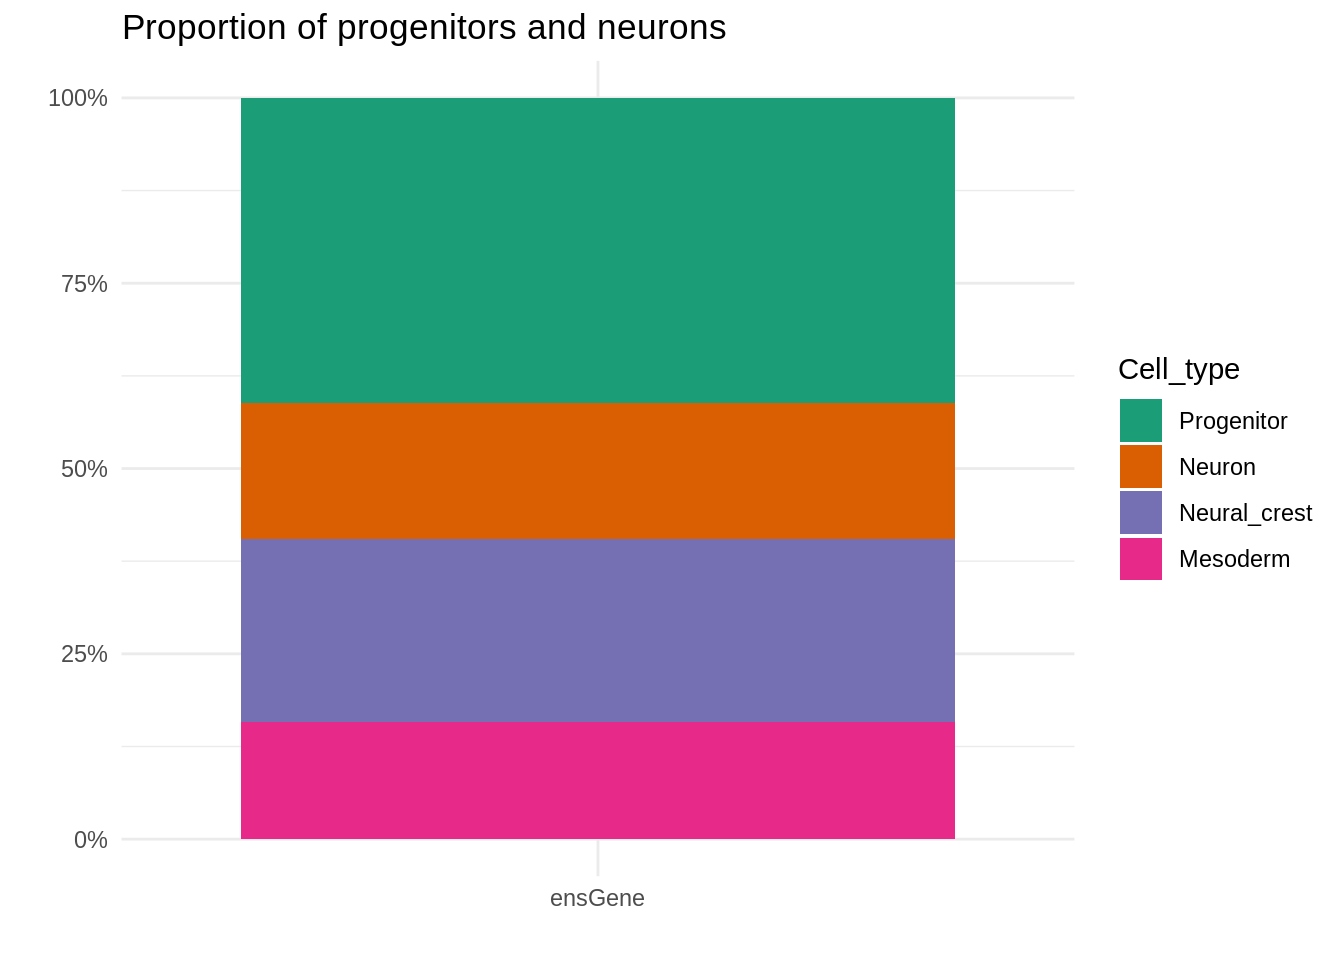 Proportion of progenitors and neurons
100%
75%
50%
25%
0%
ensGene
Cell_type
Progenitor
Neuron
Neural_crest
Mesoderm